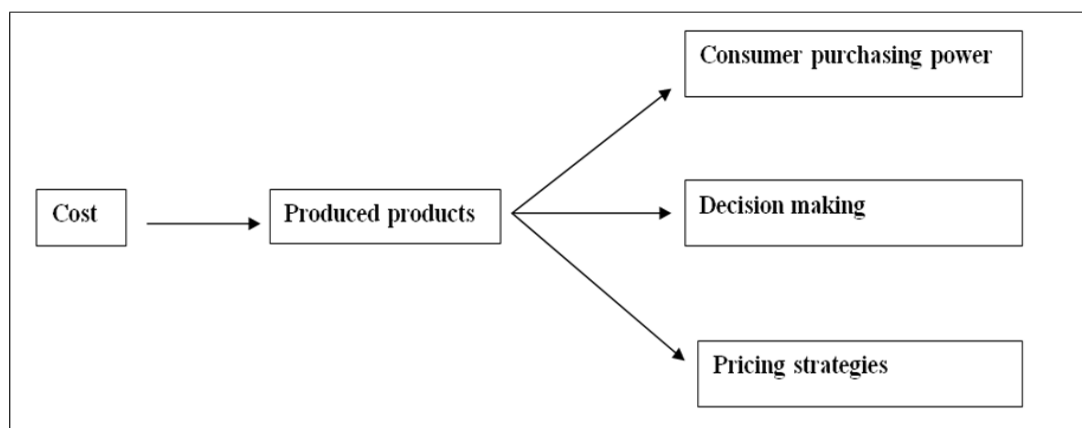 Consumer purchasing power
Cost
Produced products
Decision making
Pricing strategies